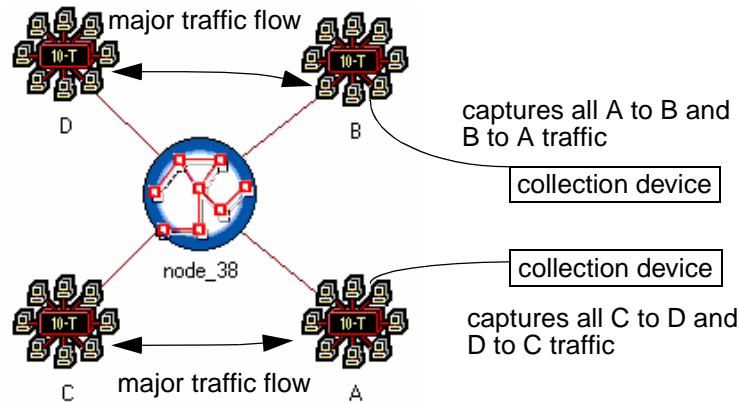 major traffic flow
10-T
10-T
D
B
captures all A to B and
B to A traffic
collection device
node_38
collection device
10-T
10-T
captures all C to D and
D to C traffic
major traffic flow
C
A